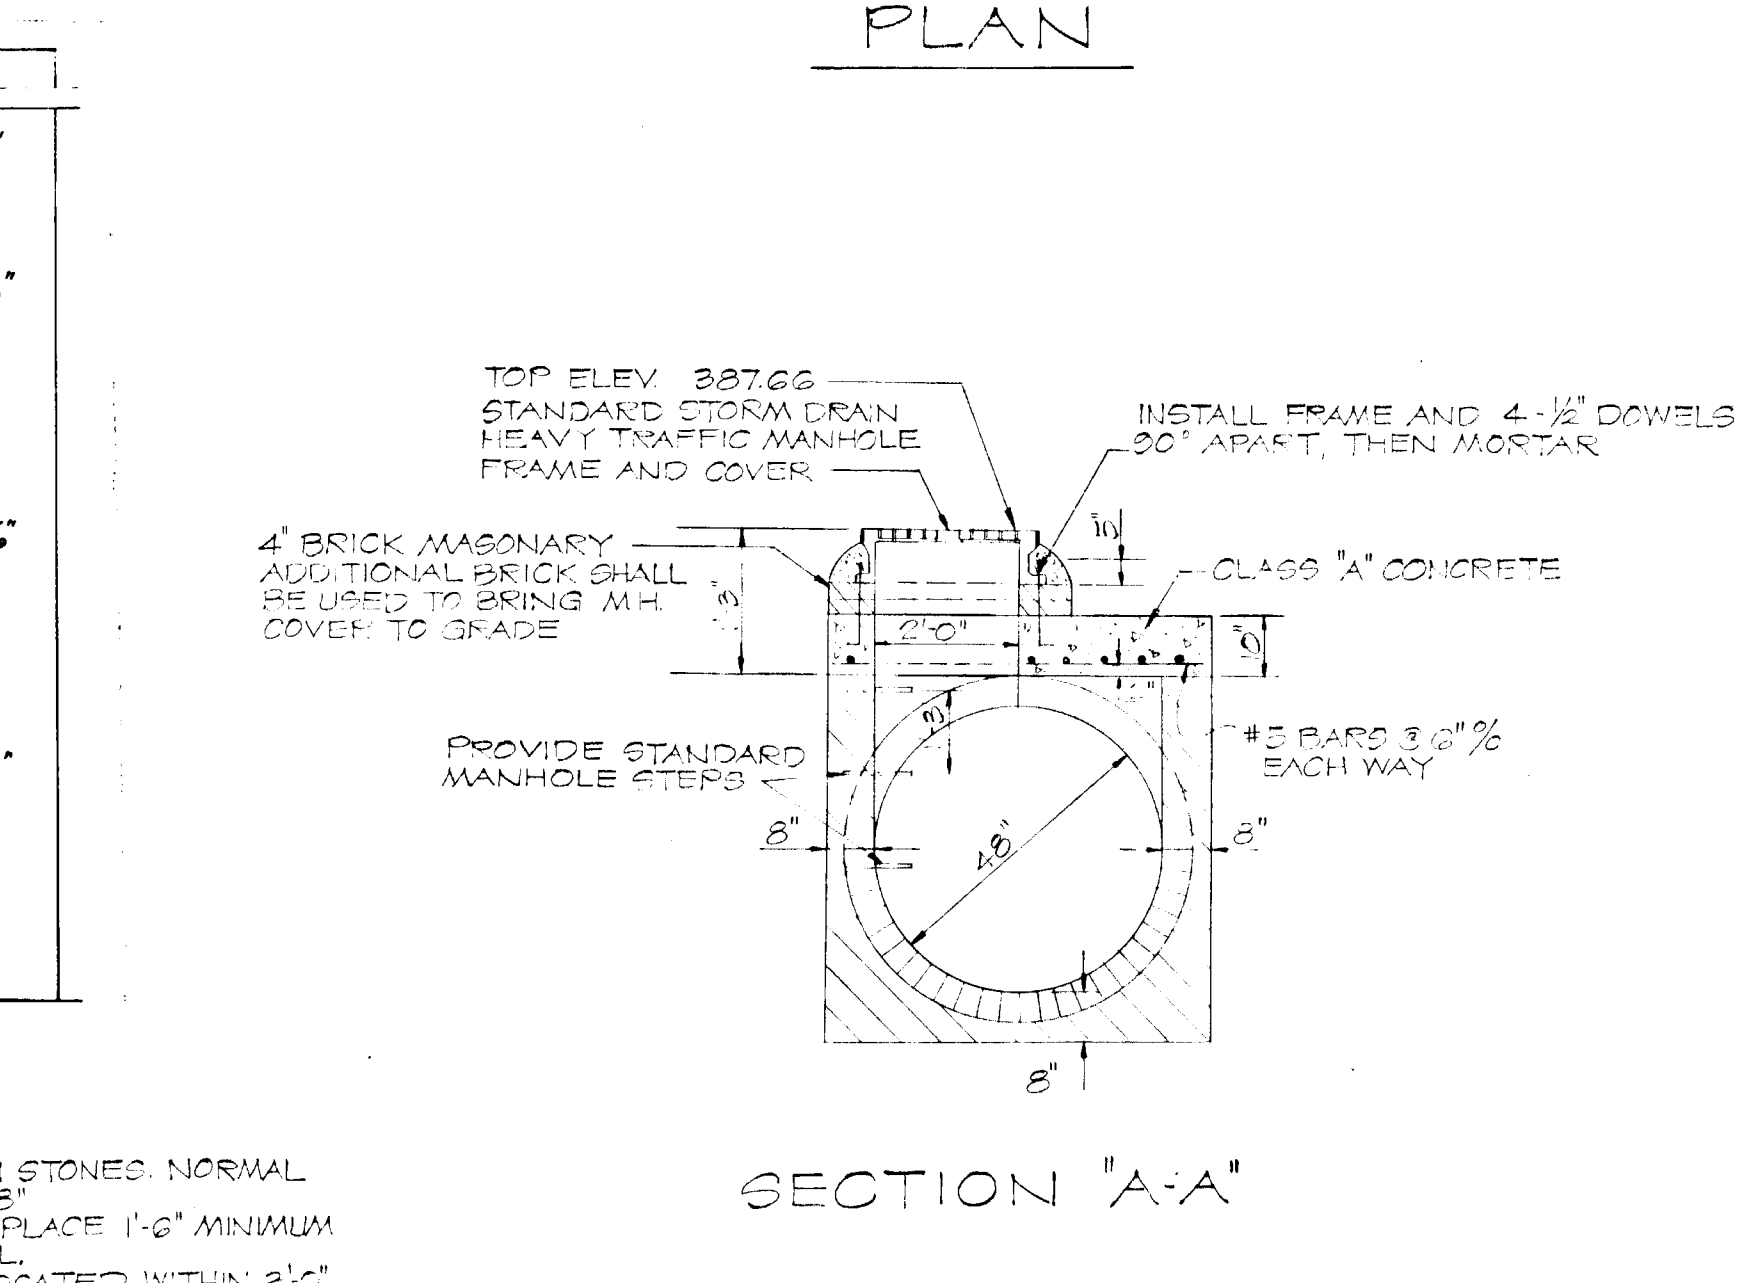 PLAN
TOP ELEV. 387.66
STANDARD STORM DRAIN
HEAVY TRAFFIC MANHOLE
FRAME AND COVER
INSTALL FRAME AND 4-½" DOWELS
90° APART, THEN MORTAR
4" BRICK MASONARY
ADDITIONAL BRICK SHALL
BE USED TO BRING M.H.
COVER TO GRADE
CLASS "A" CONCRETE
2'-0"
10"
PROVIDE STANDARD
MANHOLE STEPS
#5 BARS @ 6" %
EACH WAY
8"
48"
8"
8"
SECTION "A-A"
STONES. NORMAL
PLACE 1'-6" MINIMUM
WITHIN